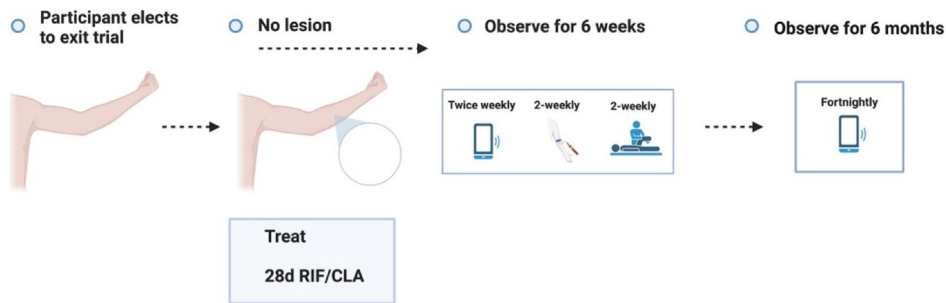 Participant elects
to exit trial
No lesion
Observe for 6 weeks
Observe for 6 months
Twice weekly
2-weekly
2-weekly
Fortnightly
Treat
28d RIF/CLA